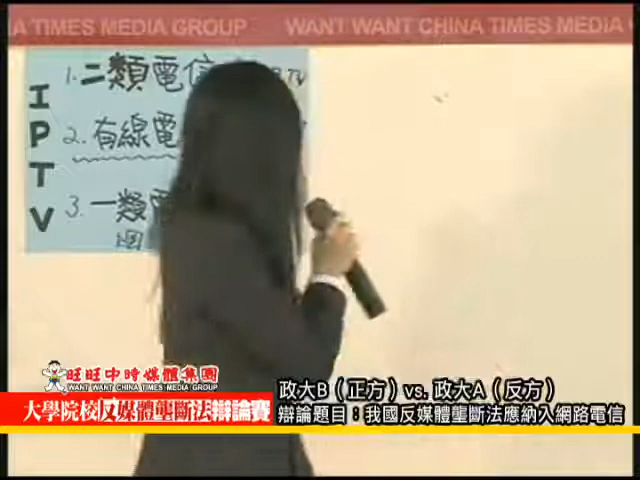 A TIMES MEDIA GROUP WANT WANT CHINA TIMES MEDIA G
1.二類電信
I
P
T
V
2.有線電
3.一類電
旺旺中時媒體集團
WANT WANT CHINA TIMES MEDIA GROUP
大學院校反媒體壟斷法辯論賽
政大B（正方）vs. 政大A（反方）
辯論題目：我國反媒體壟斷法應納入網路電信